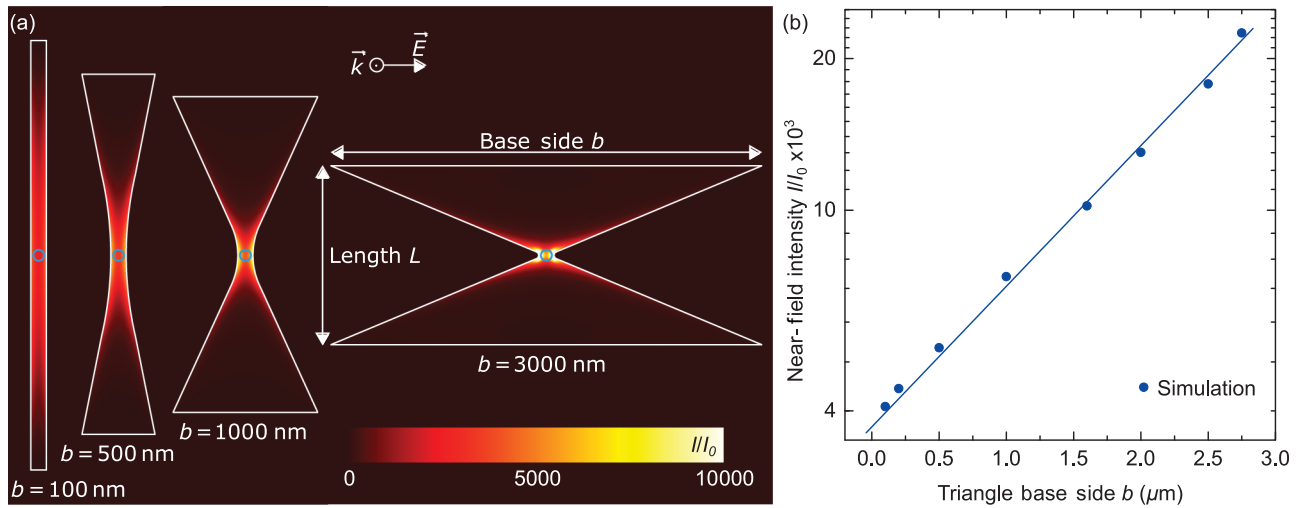 (a)
k⃗ E⃗
Base side b
Length L
b = 3000 nm
b = 1000 nm
b = 500 nm
b = 100 nm
I/I₀
0 5000 10000
(b)
Near-field intensity I/I₀ x10³
20
10
4
Simulation
0.0 0.5 1.0 1.5 2.0 2.5 3.0
Triangle base side b (μm)